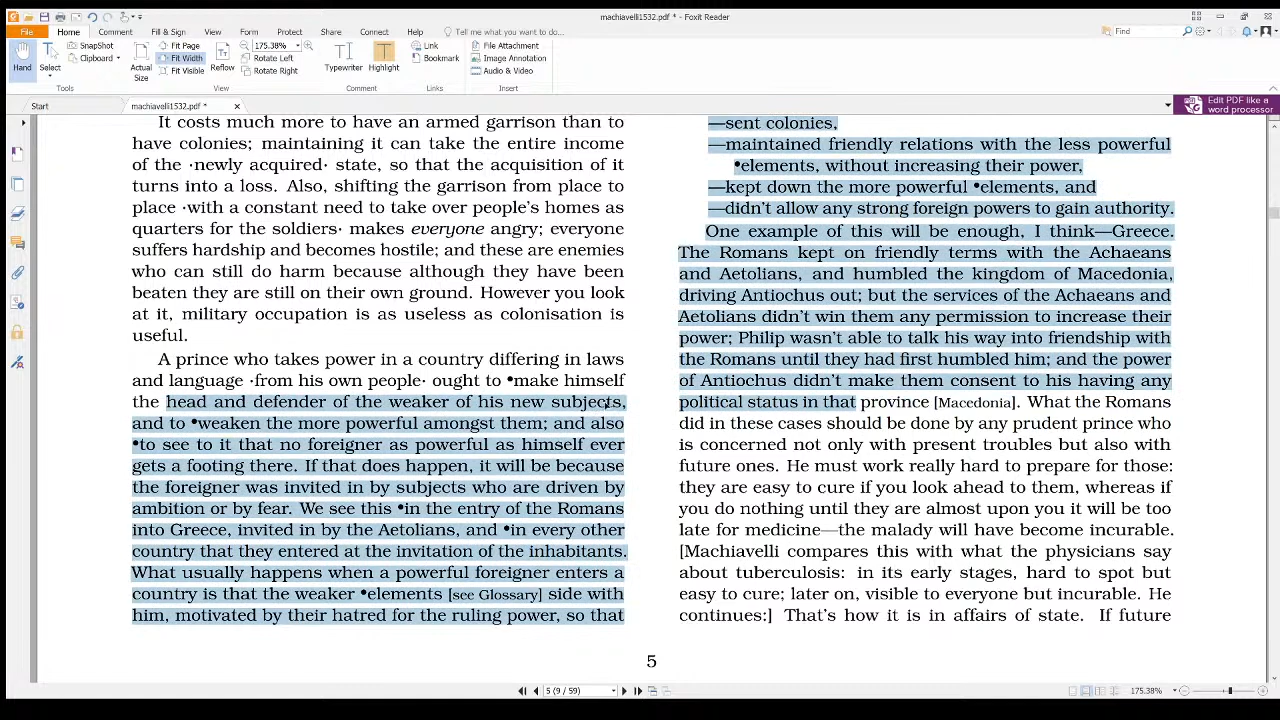 machiavelli1532.pdf * - Foxit Reader
File Home Comment View Form Protect Share Connect Help Tell me what you want to do... Find
Fill & Sign
Hand
Select
SnapShot
Clipboard
Tools
Actual Size
Fit Page
Fit Width
Fit Visible
Reflow
175.38%
Rotate Left
Rotate Right
View
Typewriter
Highlight
Comment
Link
Bookmark
Links
File Attachment
Image Annotation
Audio & Video
Insert
Start
machiavelli1532.pdf *
Edit PDF like a
word processor
It costs much more to have an armed garrison than to
have colonies; maintaining it can take the entire income
of the ·newly acquired· state, so that the acquisition of it
turns into a loss. Also, shifting the garrison from place to
place ·with a constant need to take over people's homes as
quarters for the soldiers· makes everyone angry; everyone
suffers hardship and becomes hostile; and these are enemies
who can still do harm because although they have been
beaten they are still on their own ground. However you look
at it, military occupation is as useless as colonisation is
useful.
A prince who takes power in a country differing in laws
and language ·from his own people· ought to •make himself
the head and defender of the weaker of his new subjects,
and to •weaken the more powerful amongst them; and also
•to see to it that no foreigner as powerful as himself ever
gets a footing there. If that does happen, it will be because
the foreigner was invited in by subjects who are driven by
ambition or by fear. We see this •in the entry of the Romans
into Greece, invited in by the Aetolians, and •in every other
country that they entered at the invitation of the inhabitants.
What usually happens when a powerful foreigner enters a
country is that the weaker •elements [see Glossary] side with
him, motivated by their hatred for the ruling power, so that
—sent colonies,
—maintained friendly relations with the less powerful
•elements, without increasing their power,
—kept down the more powerful •elements, and
—didn't allow any strong foreign powers to gain authority.
One example of this will be enough, I think—Greece.
The Romans kept on friendly terms with the Achaeans
and Aetolians, and humbled the kingdom of Macedonia,
driving Antiochus out; but the services of the Achaeans and
Aetolians didn't win them any permission to increase their
power; Philip wasn't able to talk his way into friendship with
the Romans until they had first humbled him; and the power
of Antiochus didn't make them consent to his having any
political status in that province [Macedonia]. What the Romans
did in these cases should be done by any prudent prince who
is concerned not only with present troubles but also with
future ones. He must work really hard to prepare for those:
they are easy to cure if you look ahead to them, whereas if
you do nothing until they are almost upon you it will be too
late for medicine—the malady will have become incurable.
[Machiavelli compares this with what the physicians say
about tuberculosis: in its early stages, hard to spot but
easy to cure; later on, visible to everyone but incurable. He
continues:] That's how it is in affairs of state. If future
5
5 (9 / 59)
175.38%